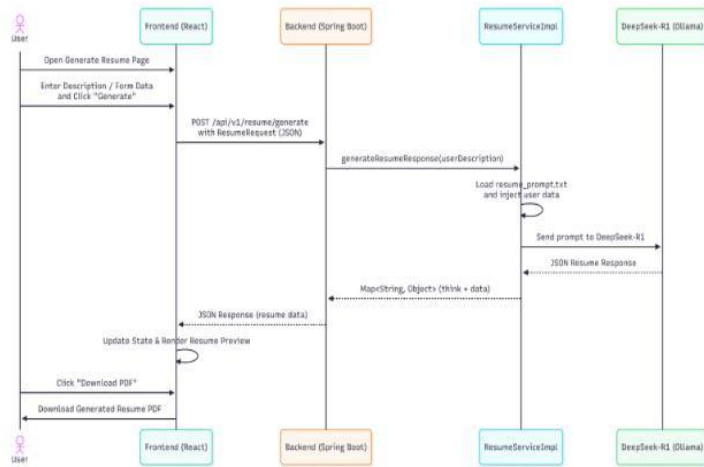 User
Frontend (React)
Backend (Spring Boot)
ResumeServiceImpl
DeepSeek-R1 (Ollama)
Open Generate Resume Page
Enter Description / Form Data
and Click "Generate"
POST /api/v1/resume/generate
with ResumeRequest (JSON)
generateResumeResponse(userDescription)
Load resume_prompt.txt
and inject user data
Send prompt to DeepSeek-R1
JSON Resume Response
Map<String, Object> (think + data)
JSON Response (resume data)
Update State & Render Resume Preview
Click "Download PDF"
Download Generated Resume PDF
User
Frontend (React)
Backend (Spring Boot)
ResumeServiceImpl
DeepSeek-R1 (Ollama)